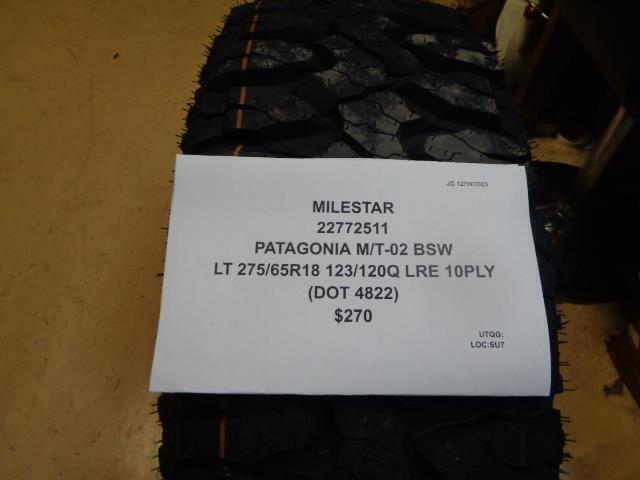 JG 12/19/2023
MILESTAR
22772511
PATAGONIA M/T-02 BSW
LT 275/65R18 123/120Q LRE 10PLY
(DOT 4822)
$270
UTQG:
LOC:SU7